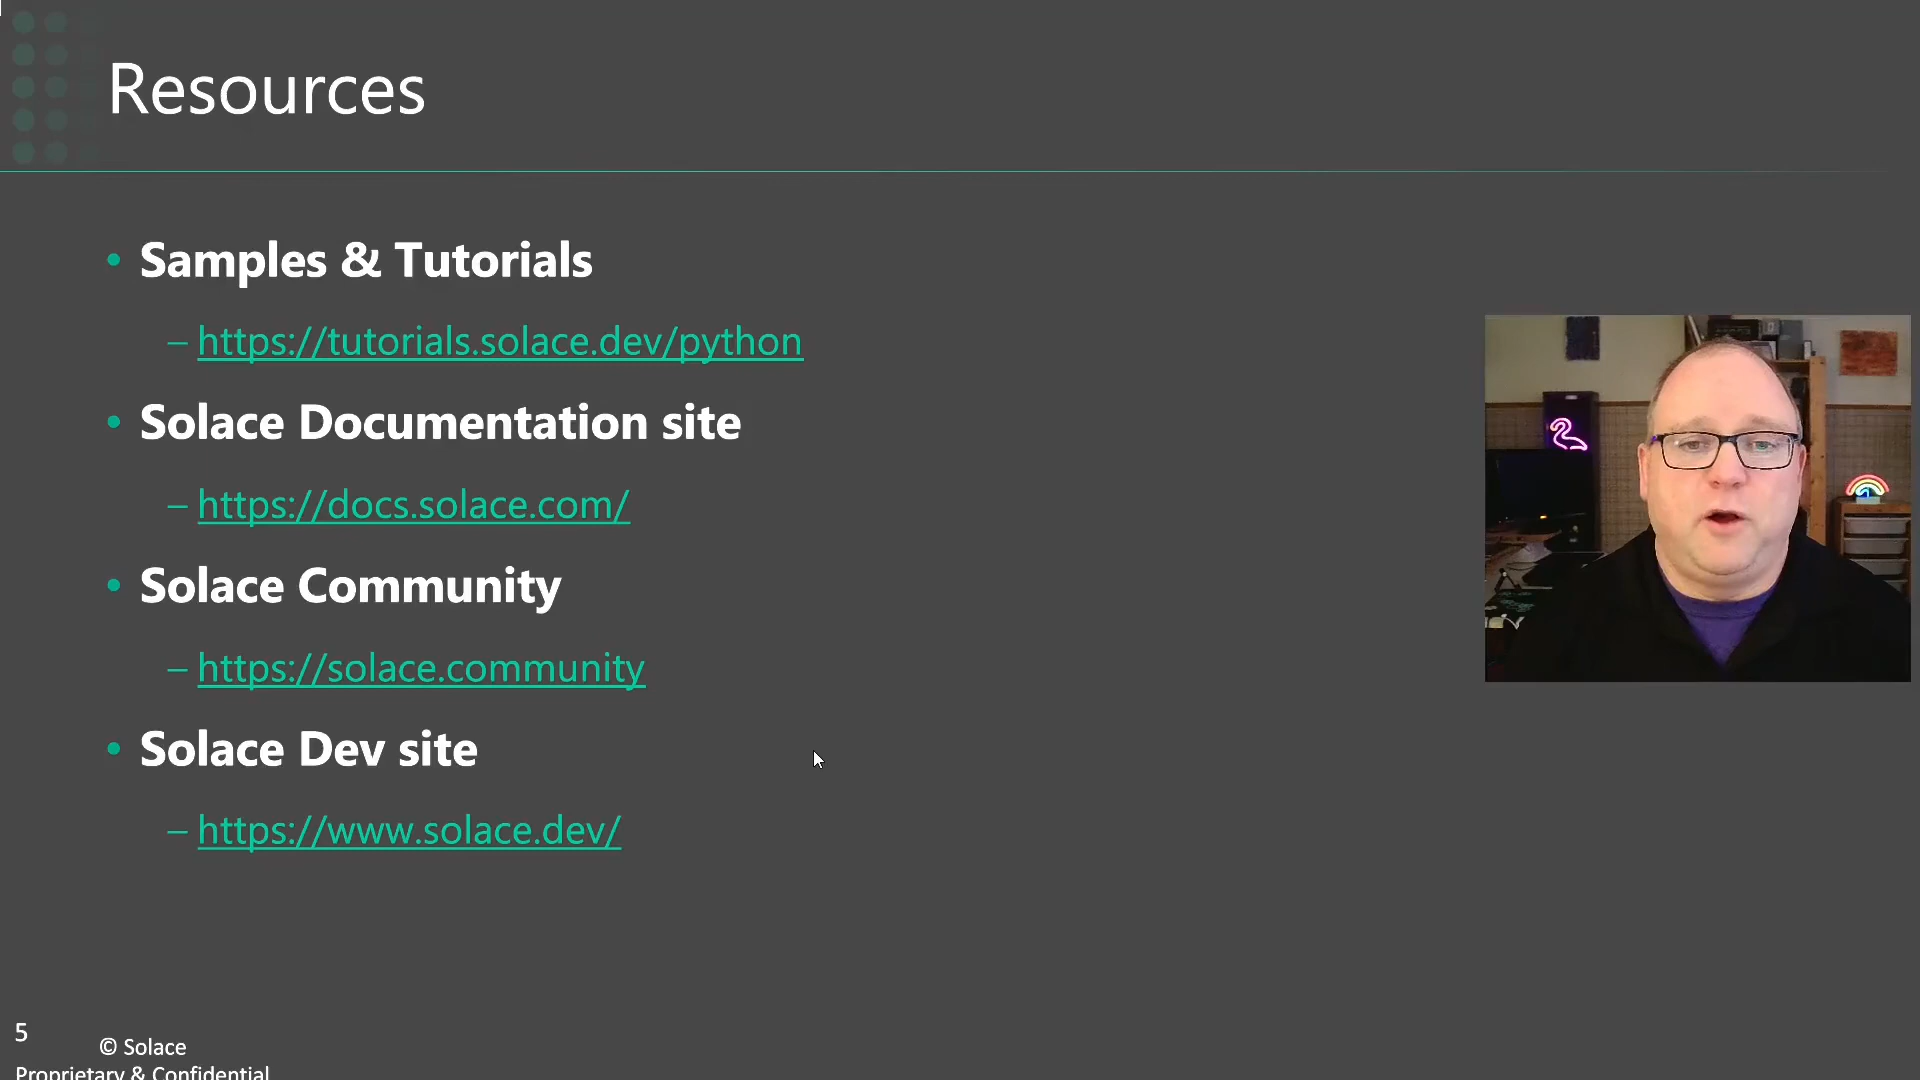 Resources
• Samples & Tutorials
– https://tutorials.solace.dev/python
• Solace Documentation site
– https://docs.solace.com/
• Solace Community
– https://solace.community
• Solace Dev site
– https://www.solace.dev/
5
© Solace
Proprietary & Confidential